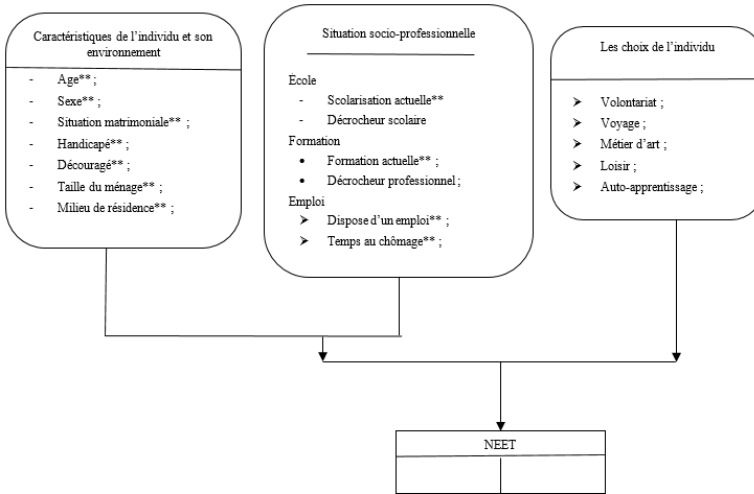 Caractéristiques de l'individu et son
environnement
- Age** ;
- Sexe** ;
- Situation matrimoniale** ;
- Handicapé** ;
- Découragé** ;
- Taille du ménage** ;
- Milieu de résidence** ;
Situation socio-professionnelle
École
- Scolarisation actuelle**
- Décrocheur scolaire
Formation
• Formation actuelle** ;
• Décrocheur professionnel ;
Emploi
➤ Dispose d'un emploi** ;
➤ Temps au chômage** ;
Les choix de l'individu
➤ Volontariat ;
➤ Voyage ;
➤ Métier d'art ;
➤ Loisir ;
➤ Auto-apprentissage ;
NEET